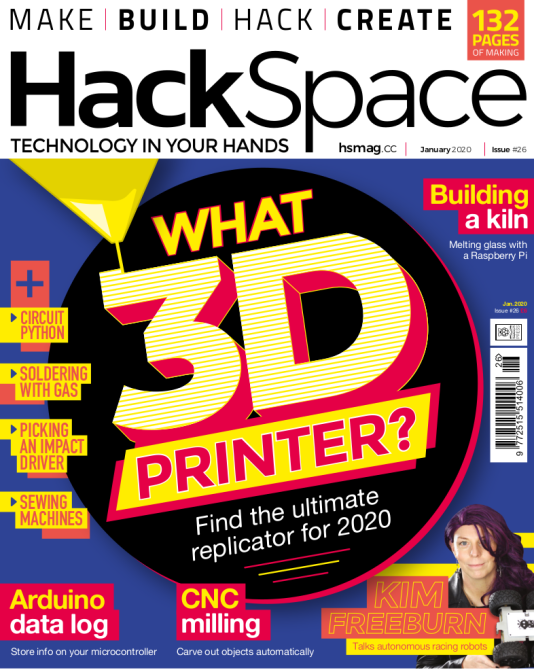 MAKE | BUILD | HACK | CREATE
132
PAGES
OF MAKING
HackSpace
TECHNOLOGY IN YOUR HANDS
hsmag.cc | January 2020 | Issue #26
Building
a kiln
Melting glass with
a Raspberry Pi
WHAT
3D
PRINTER?
Find the ultimate
replicator for 2020
+
CIRCUIT
PYTHON
SOLDERING
WITH GAS
PICKING
AN IMPACT
DRIVER
SEWING
MACHINES
Jan.2020
Issue #26
26
9 772515 514006
Arduino
data log
Store info on your microcontroller
CNC
milling
Carve out objects automatically
KIM
FREEBURN
Talks autonomous racing robots